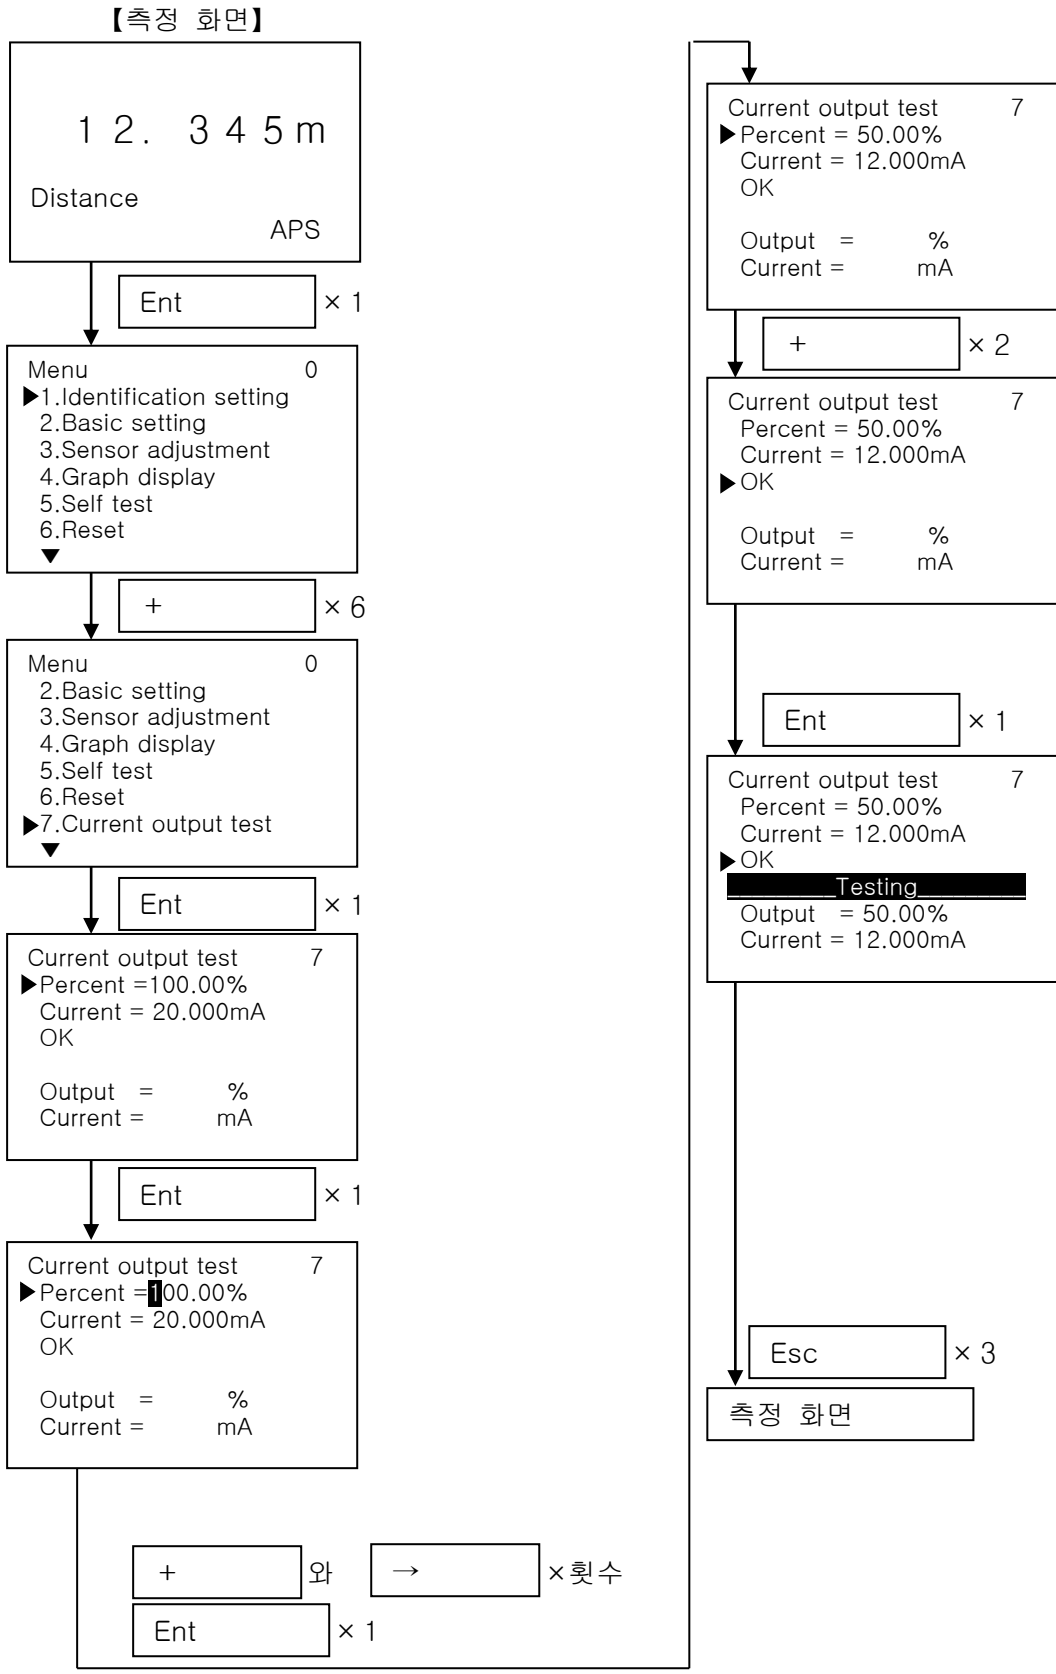 【측정 화면】
12. 345m
Distance
APS
Ent × 1
Menu 0
▶1.Identification setting
2.Basic setting
3.Sensor adjustment
4.Graph display
5.Self test
6.Reset
▼
+ × 6
Menu 0
2.Basic setting
3.Sensor adjustment
4.Graph display
5.Self test
6.Reset
▶7.Current output test
▼
Ent × 1
Current output test 7
▶Percent =100.00%
Current = 20.000mA
OK
Output = %
Current = mA
Ent × 1
Current output test 7
▶Percent =100.00%
Current = 20.000mA
OK
Output = %
Current = mA
+ 와 → ×횟수
Ent × 1
Current output test 7
▶Percent = 50.00%
Current = 12.000mA
OK
Output = %
Current = mA
+ × 2
Current output test 7
Percent = 50.00%
Current = 12.000mA
▶OK
Output = %
Current = mA
Ent × 1
Current output test 7
Percent = 50.00%
Current = 12.000mA
▶OK
Testing
Output = 50.00%
Current = 12.000mA
Esc × 3
측정 화면